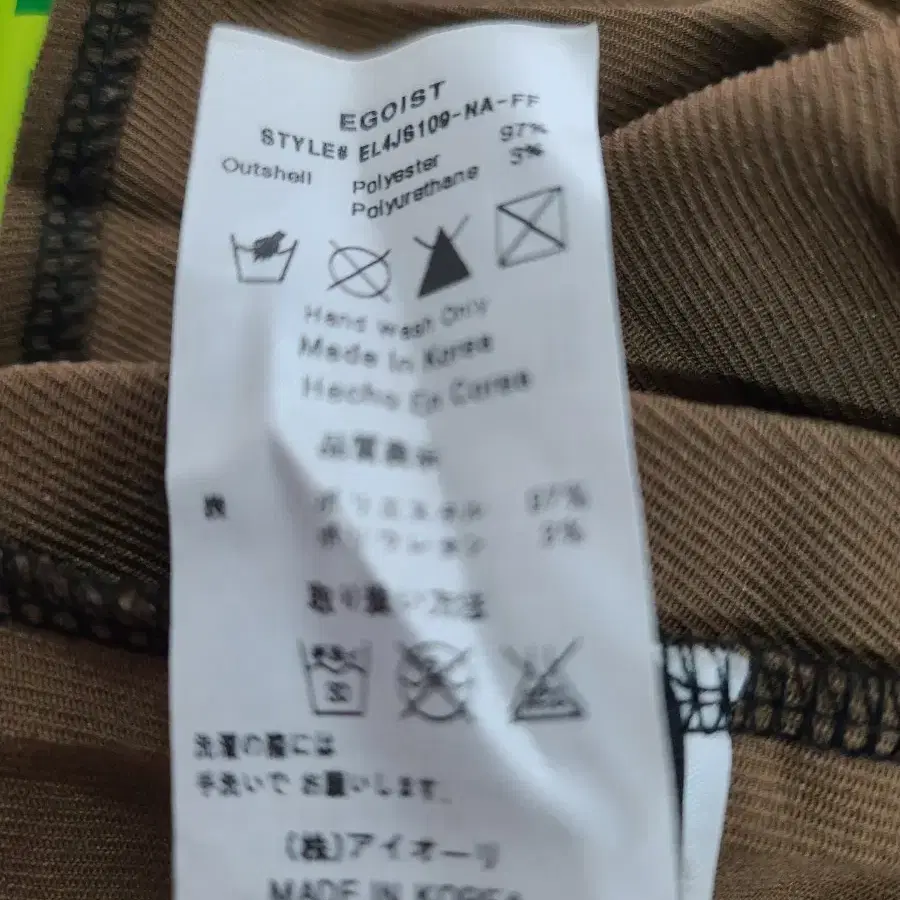 EGOIST
STYLE# EL4JS109-NA-FF
Outshell Polyester 97%
Polyurethane 3%
Hand wash Only
Made In Korea
Hecho En Corea
品質表示
表 ポリエステル 97%
ポリウレタン 3%
取り扱い方法
30
洗濯の際には
手洗いで お願いします.
(株)アイオーリ
MADE IN KOREA